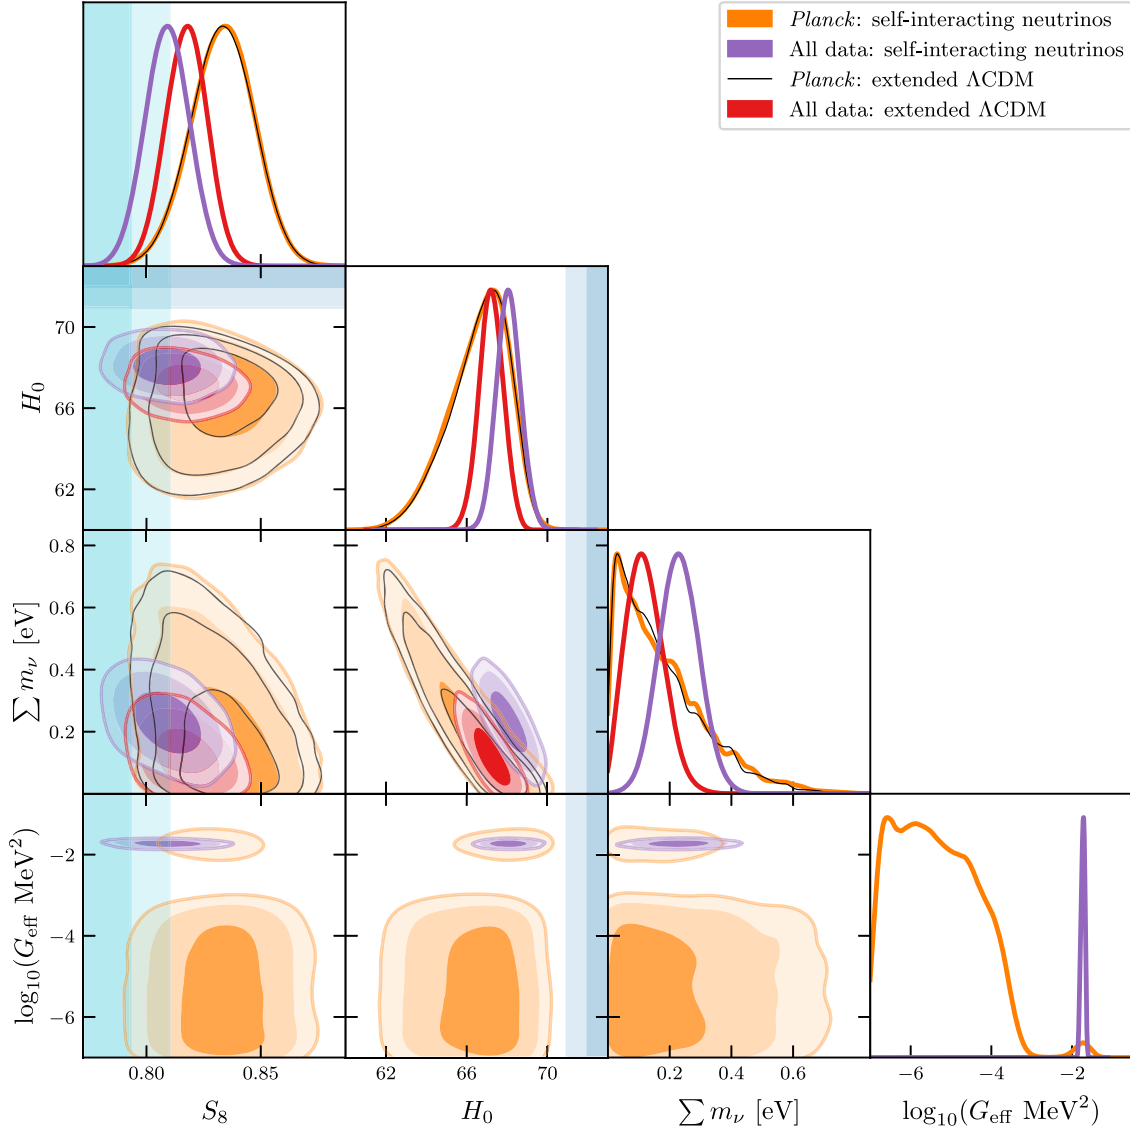 Planck: self-interacting neutrinos
All data: self-interacting neutrinos
Planck: extended ΛCDM
All data: extended ΛCDM
70
66
62
H₀
0.8
0.6
0.4
0.2
∑ mν [eV]
−2
−4
−6
log₁₀(G_eff MeV²)
0.80 0.85 62 66 70 0.2 0.4 0.6 −6 −4 −2
S₈ H₀ ∑ mν [eV] log₁₀(G_eff MeV²)